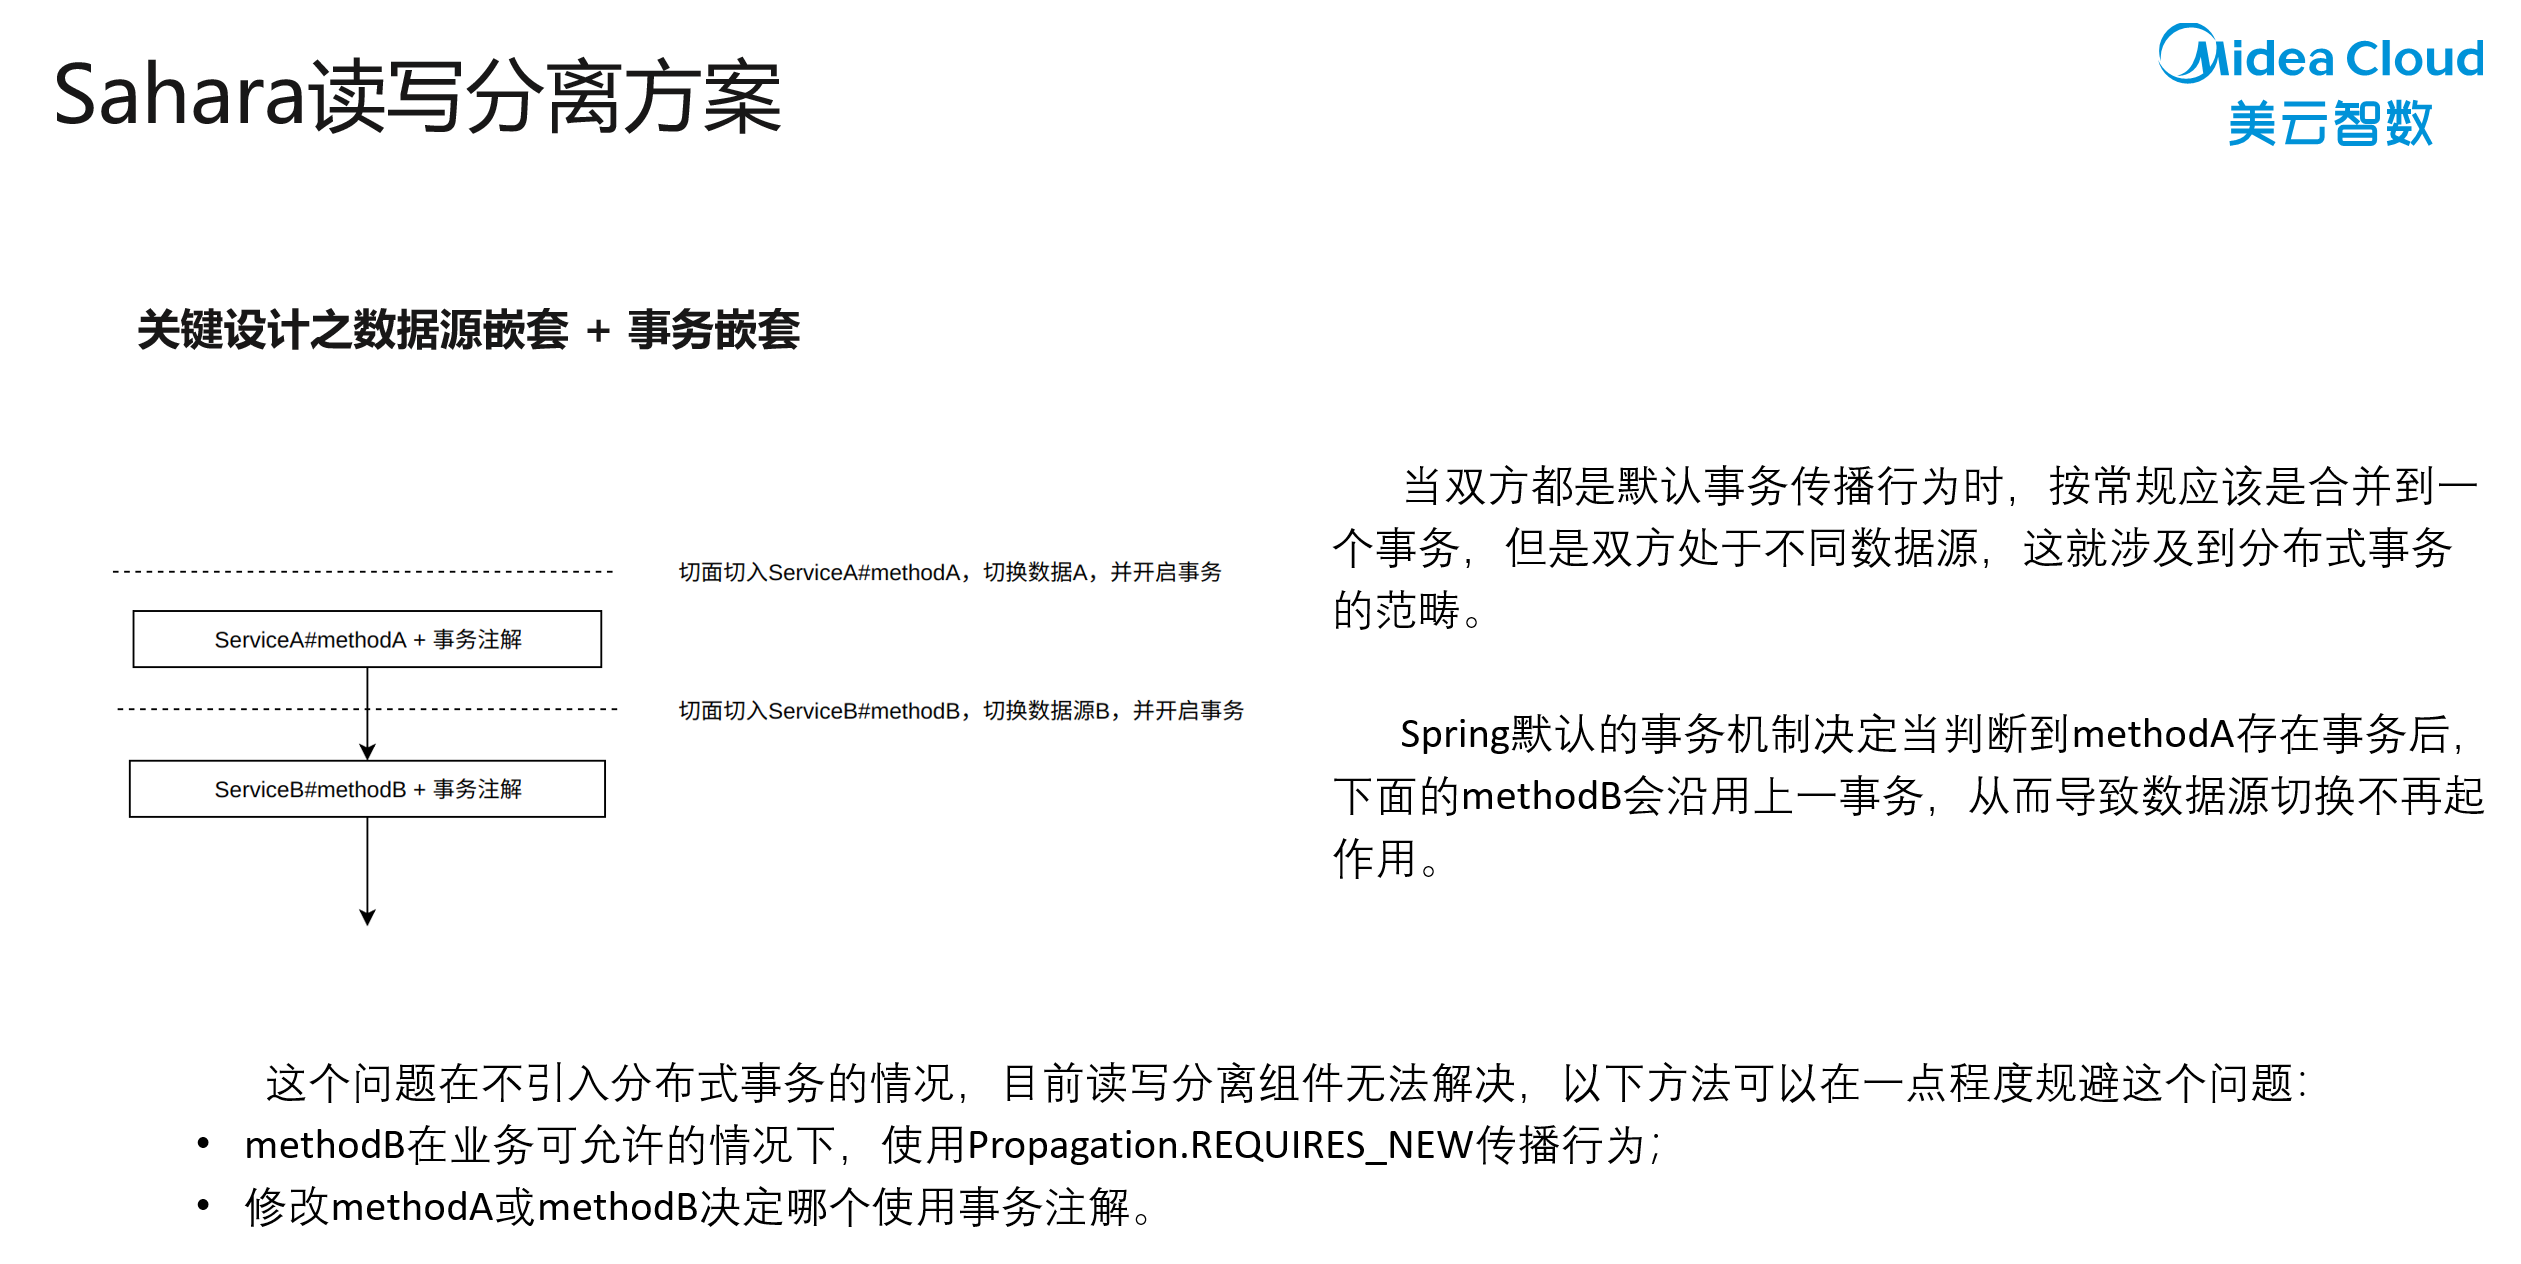 Sahara读写分离方案
Midea Cloud
美云智数
关键设计之数据源嵌套 + 事务嵌套
切面切入ServiceA#methodA，切换数据A，并开启事务
ServiceA#methodA + 事务注解
切面切入ServiceB#methodB，切换数据源B，并开启事务
ServiceB#methodB + 事务注解
当双方都是默认事务传播行为时，按常规应该是合并到一
个事务，但是双方处于不同数据源，这就涉及到分布式事务
的范畴。
Spring默认的事务机制决定当判断到methodA存在事务后，
下面的methodB会沿用上一事务，从而导致数据源切换不再起
作用。
这个问题在不引入分布式事务的情况，目前读写分离组件无法解决，以下方法可以在一点程度规避这个问题：
• methodB在业务可允许的情况下，使用Propagation.REQUIRES_NEW传播行为；
• 修改methodA或methodB决定哪个使用事务注解。